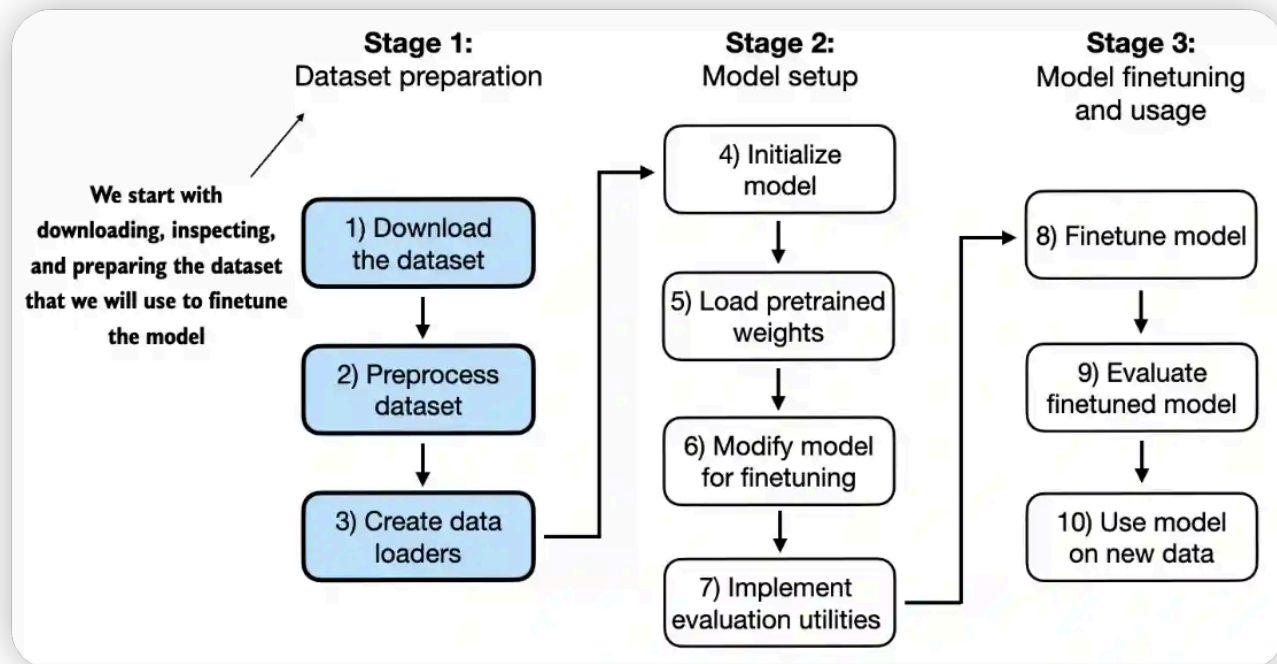 Stage 1:
Dataset preparation
We start with
downloading, inspecting,
and preparing the dataset
that we will use to finetune
the model
1) Download
the dataset
2) Preprocess
dataset
3) Create data
loaders
Stage 2:
Model setup
4) Initialize
model
5) Load pretrained
weights
6) Modify model
for finetuning
7) Implement
evaluation utilities
Stage 3:
Model finetuning
and usage
8) Finetune model
9) Evaluate
finetuned model
10) Use model
on new data